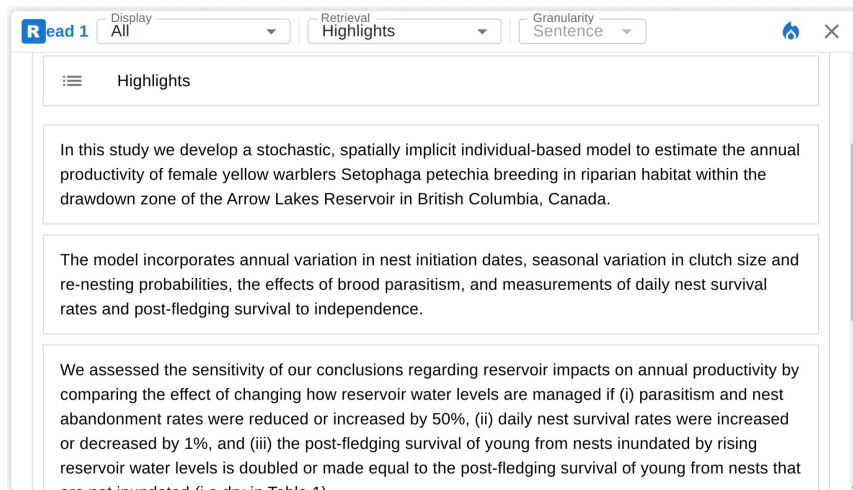 Read 1
Display
All
Retrieval
Highlights
Granularity
Sentence
Highlights
In this study we develop a stochastic, spatially implicit individual-based model to estimate the annual
productivity of female yellow warblers Setophaga petechia breeding in riparian habitat within the
drawdown zone of the Arrow Lakes Reservoir in British Columbia, Canada.
The model incorporates annual variation in nest initiation dates, seasonal variation in clutch size and
re-nesting probabilities, the effects of brood parasitism, and measurements of daily nest survival
rates and post-fledging survival to independence.
We assessed the sensitivity of our conclusions regarding reservoir impacts on annual productivity by
comparing the effect of changing how reservoir water levels are managed if (i) parasitism and nest
abandonment rates were reduced or increased by 50%, (ii) daily nest survival rates were increased
or decreased by 1%, and (iii) the post-fledging survival of young from nests inundated by rising
reservoir water levels is doubled or made equal to the post-fledging survival of young from nests that